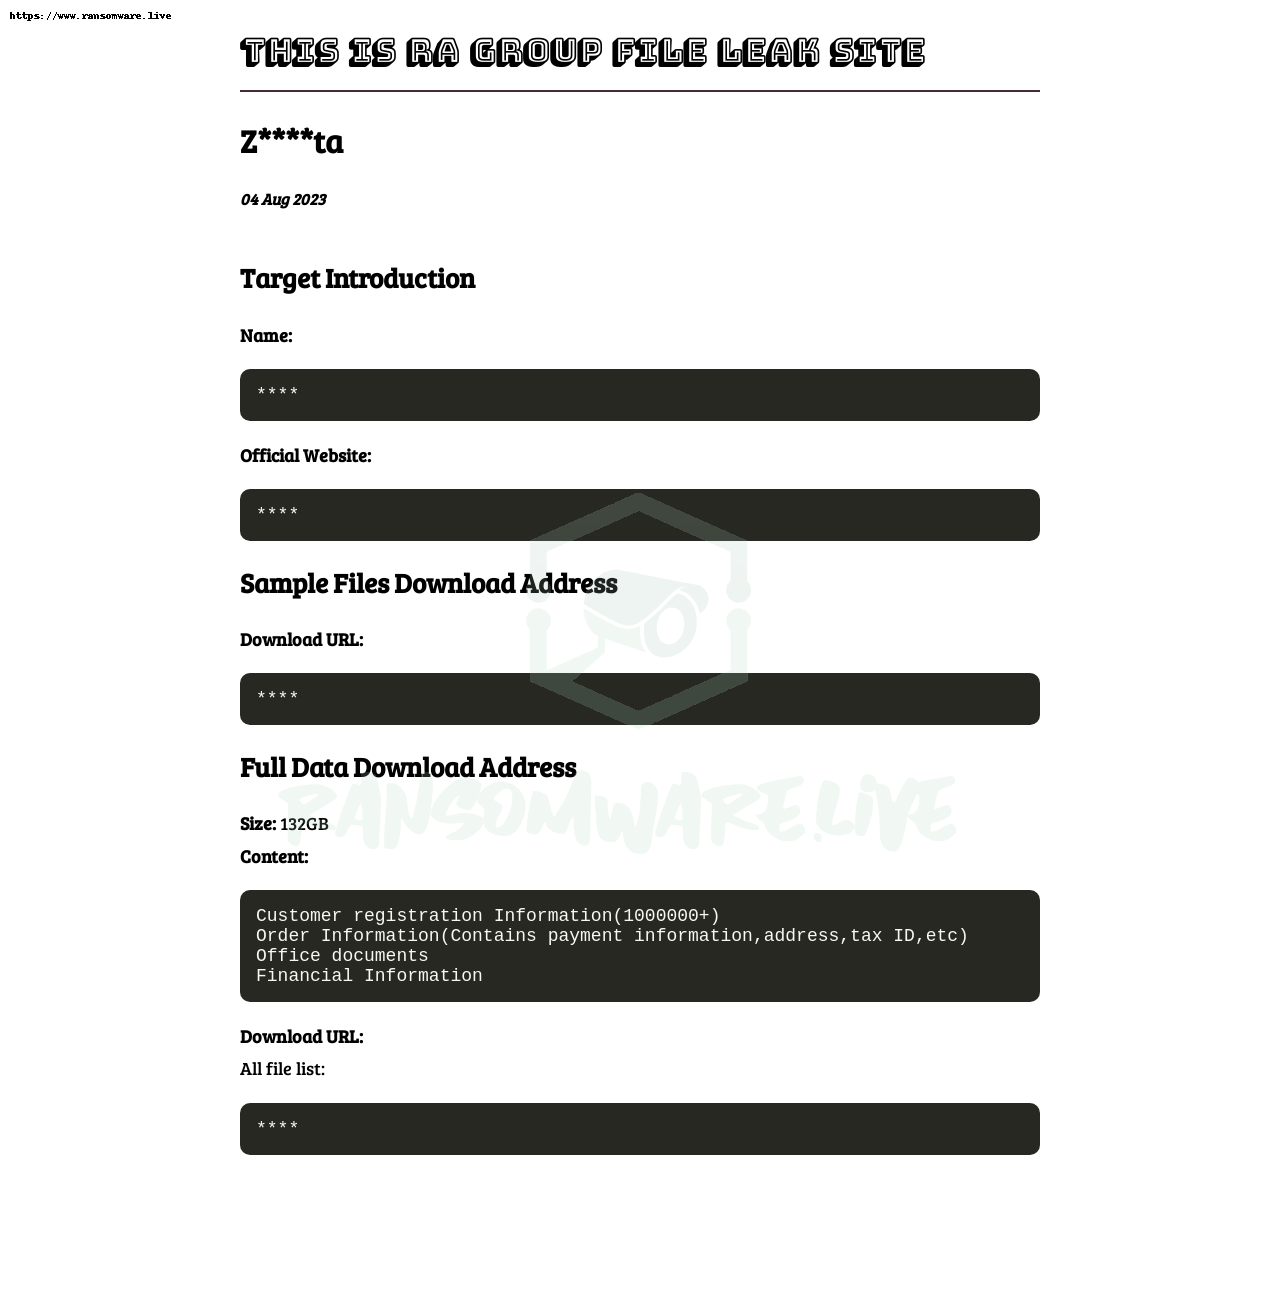 https://www.ransomware.live
THIS IS RA GROUP FILE LEAK SITE
Z****ta
04 Aug 2023
Target Introduction
Name:
****
Official Website:
****
Sample Files Download Address
Download URL:
****
Full Data Download Address
RANSOMWARE.LIVE
Size: 132GB
Content:
Customer registration Information(1000000+)
Order Information(Contains payment information,address,tax ID,etc)
Office documents
Financial Information
Download URL:
All file list:
****